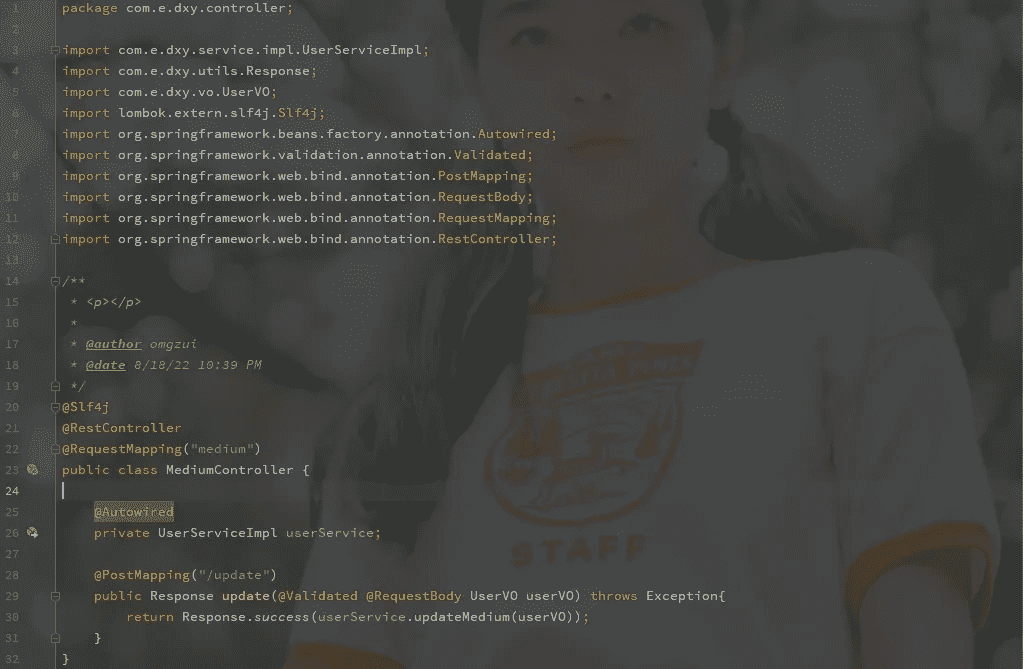 1 package com.e.dxy.controller;
2
3 import com.e.dxy.service.impl.UserServiceImpl;
4 import com.e.dxy.utils.Response;
5 import com.e.dxy.vo.UserVO;
6 import lombok.extern.slf4j.Slf4j;
7 import org.springframework.beans.factory.annotation.Autowired;
8 import org.springframework.validation.annotation.Validated;
9 import org.springframework.web.bind.annotation.PostMapping;
10 import org.springframework.web.bind.annotation.RequestBody;
11 import org.springframework.web.bind.annotation.RequestMapping;
12 import org.springframework.web.bind.annotation.RestController;
13
14 /**
15  * <p></p>
16  *
17  * @author omgzui
18  * @date 8/18/22 10:39 PM
19  */
20 @Slf4j
21 @RestController
22 @RequestMapping("medium")
23 public class MediumController {
24
25     @Autowired
26     private UserServiceImpl userService;
27
28     @PostMapping("/update")
29     public Response update(@Validated @RequestBody UserVO userVO) throws Exception{
30         return Response.success(userService.updateMedium(userVO));
31     }
32 }
STAFF